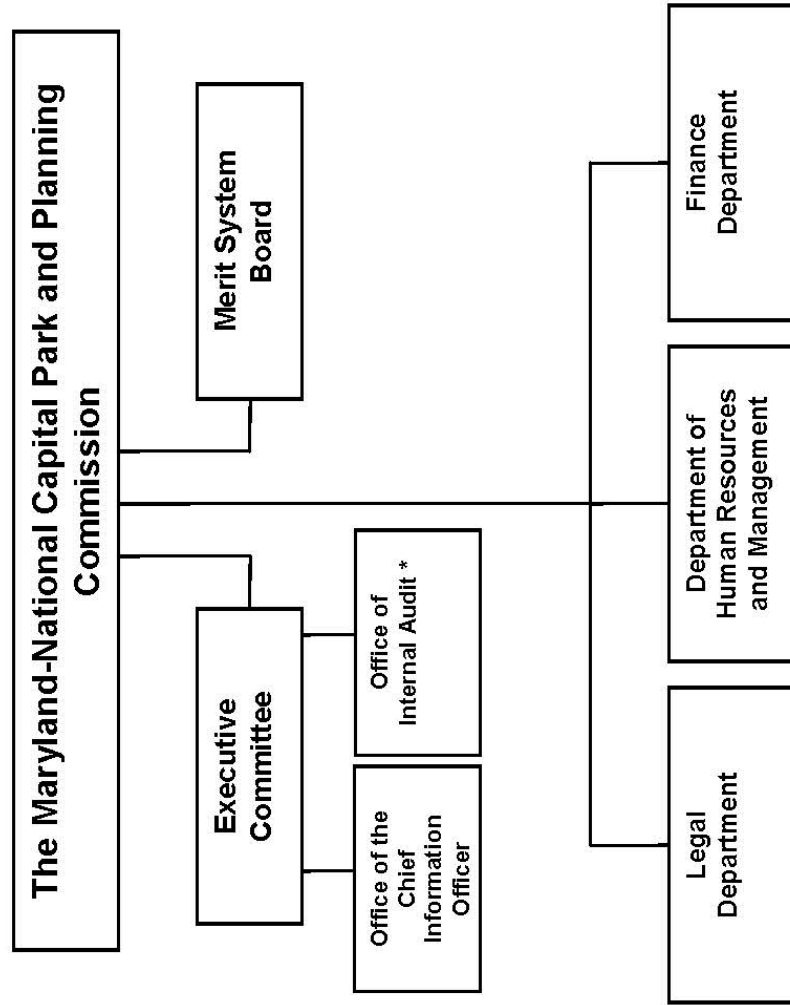 The Maryland-National Capital Park and Planning
Commission
Executive
Committee
Merit System
Board
Office of the
Chief
Information
Officer
Office of
Internal Audit *
Legal
Department
Department of
Human Resources
and Management
Finance
Department